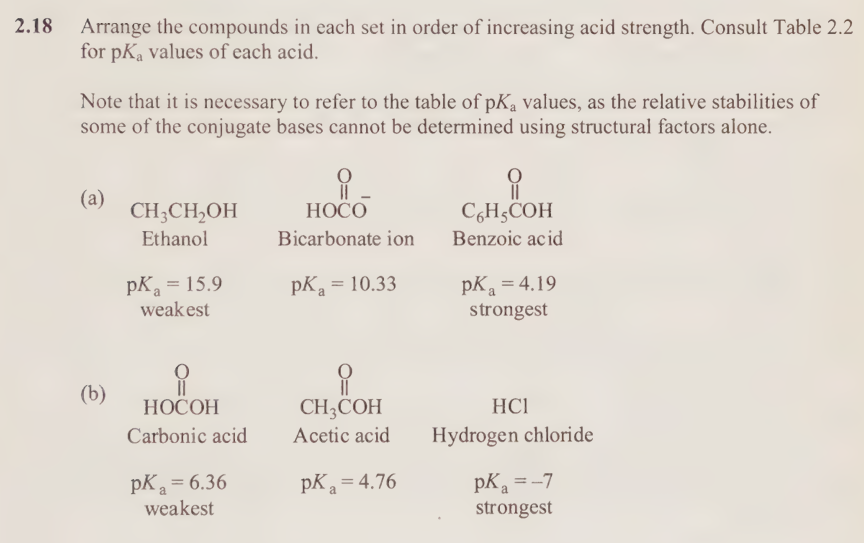 2.18 Arrange the compounds in each set in order of increasing acid strength. Consult Table 2.2
for pKₐ values of each acid.
Note that it is necessary to refer to the table of pKₐ values, as the relative stabilities of
some of the conjugate bases cannot be determined using structural factors alone.
(a)
O O
|| ||
CH₃CH₂OH HOCO⁻ C₆H₅COH
Ethanol Bicarbonate ion Benzoic acid
pKₐ = 15.9 pKₐ = 10.33 pKₐ = 4.19
weakest strongest
(b)
O O
|| ||
HOCOH CH₃COH HCl
Carbonic acid Acetic acid Hydrogen chloride
pKₐ = 6.36 pKₐ = 4.76 pKₐ = –7
weakest strongest